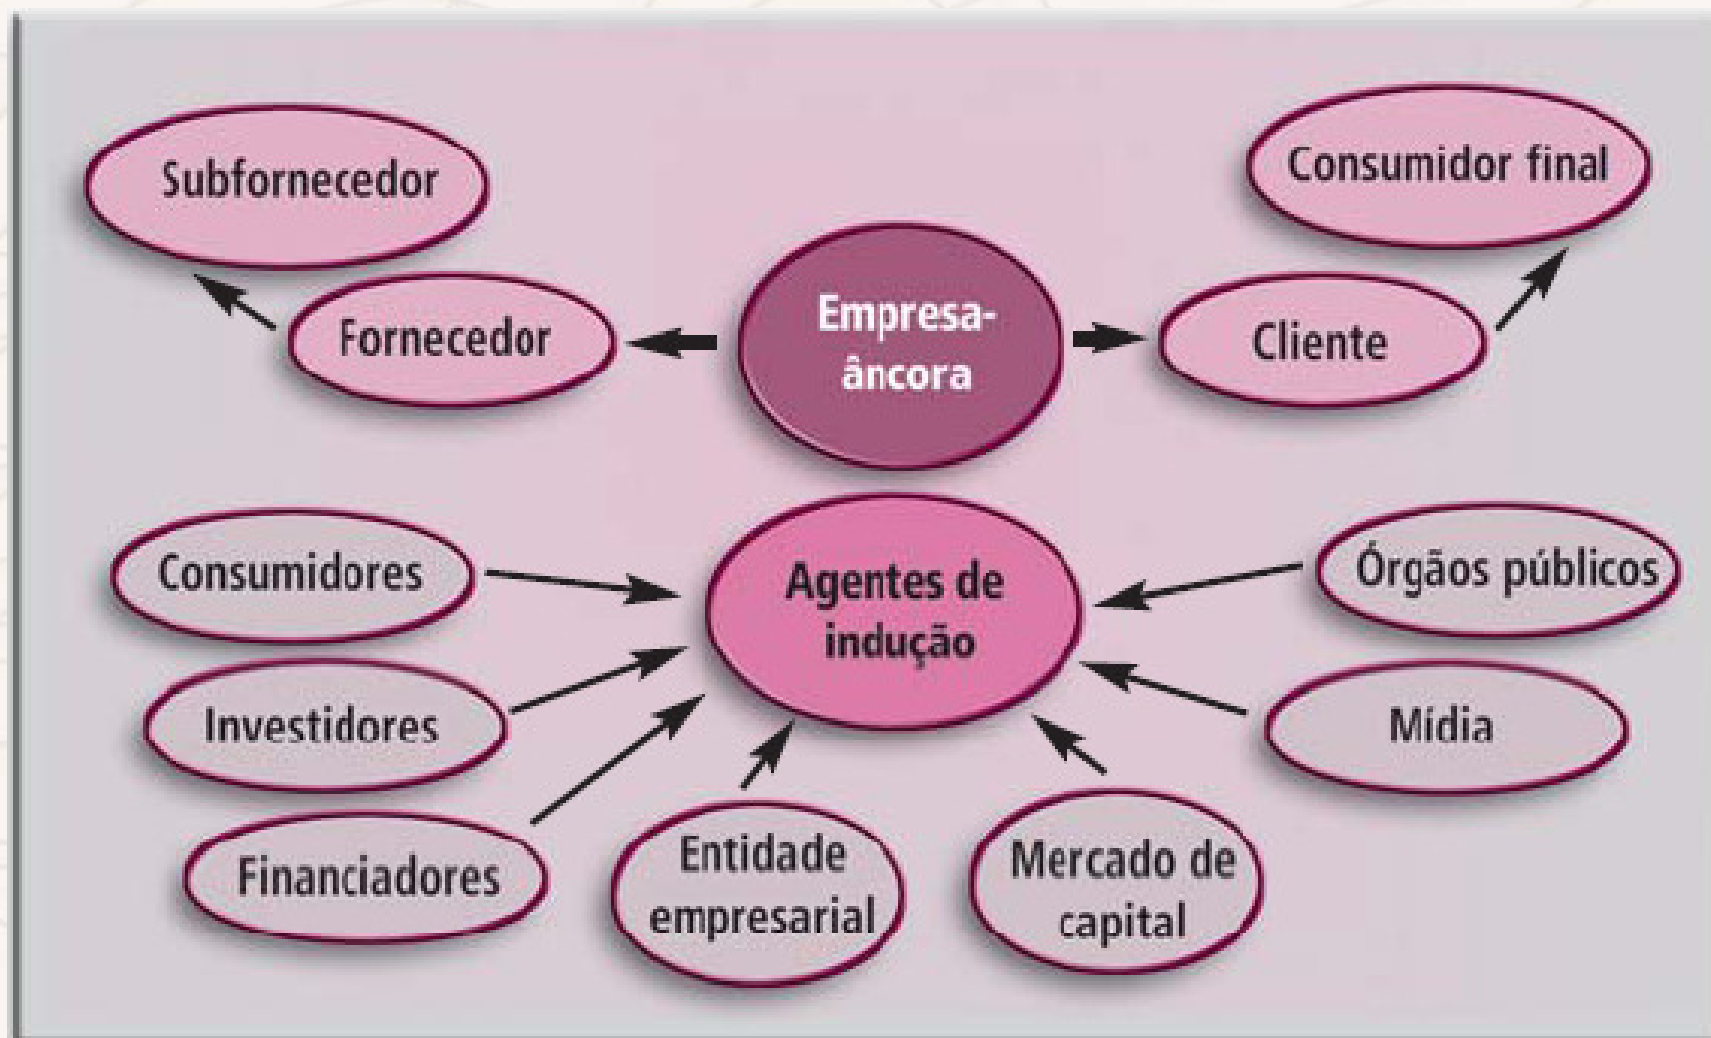 Subfornecedor
Consumidor final
Fornecedor
Empresa-
âncora
Cliente
Consumidores
Agentes de
indução
Órgãos públicos
Investidores
Mídia
Financiadores
Entidade
empresarial
Mercado de
capital